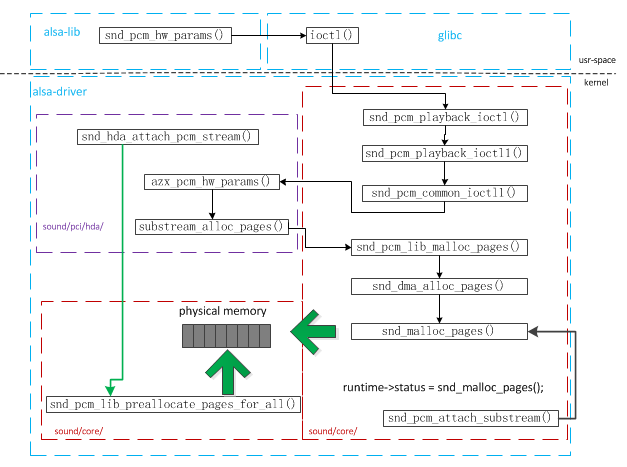 alsa-lib
snd_pcm_hw_params()
ioctl()
glibc
usr-space
kernel
alsa-driver
snd_pcm_playback_ioctl()
snd_hda_attach_pcm_stream()
snd_pcm_playback_ioctl1()
azx_pcm_hw_params()
snd_pcm_common_ioctl1()
sound/pci/hda/
substream_alloc_pages()
snd_pcm_lib_malloc_pages()
snd_dma_alloc_pages()
physical memory
snd_malloc_pages()
runtime->status = snd_malloc_pages{};
snd_pcm_lib_preallocate_pages_for_all()
snd_pcm_attach_substream()
sound/core/
sound/core/